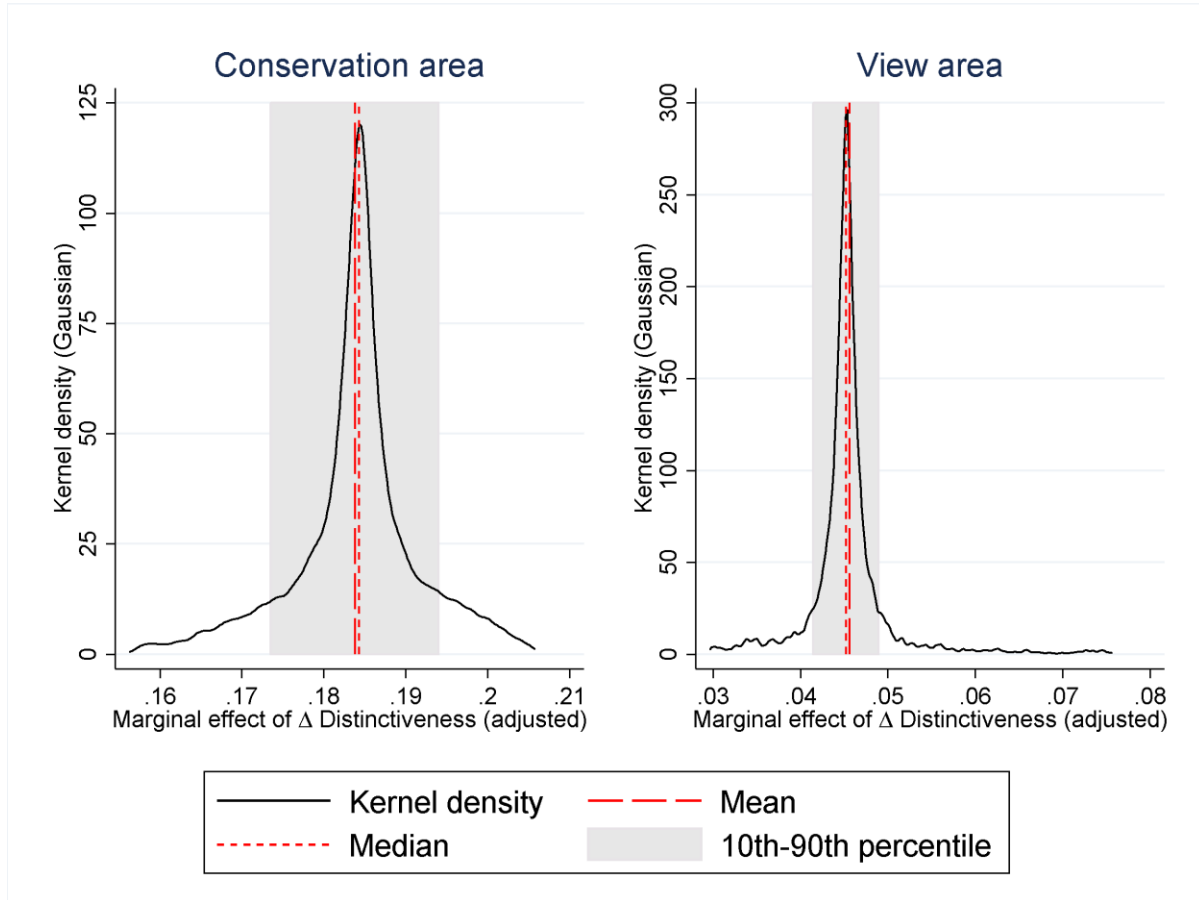 Conservation area
Kernel density (Gaussian)
125
100
75
50
25
0
.16 .17 .18 .19 .2 .21
Marginal effect of Δ Distinctiveness (adjusted)
View area
Kernel density (Gaussian)
300
250
200
150
100
50
0
.03 .04 .05 .06 .07 .08
Marginal effect of Δ Distinctiveness (adjusted)
Kernel density Mean
Median 10th-90th percentile